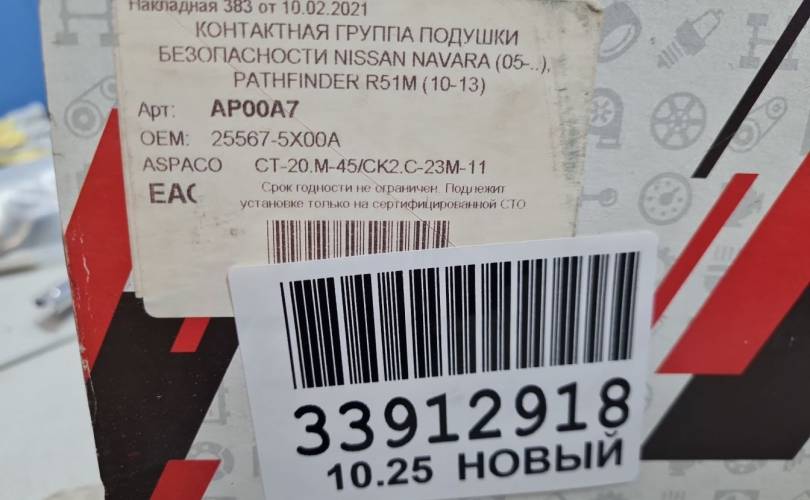 Накладная 383 от 10.02.2021
КОНТАКТНАЯ ГРУППА ПОДУШКИ
БЕЗОПАСНОСТИ NISSAN NAVARA (05-..),
PATHFINDER R51M (10-13)
Арт: AP00A7
OEM: 25567-5X00A
ASPACO CT-20.M-45/CK2.C-23M-11
EAC Срок годности не ограничен. Подлежит
установке только на сертифицированной СТО
33912918
10.25 НОВЫЙ